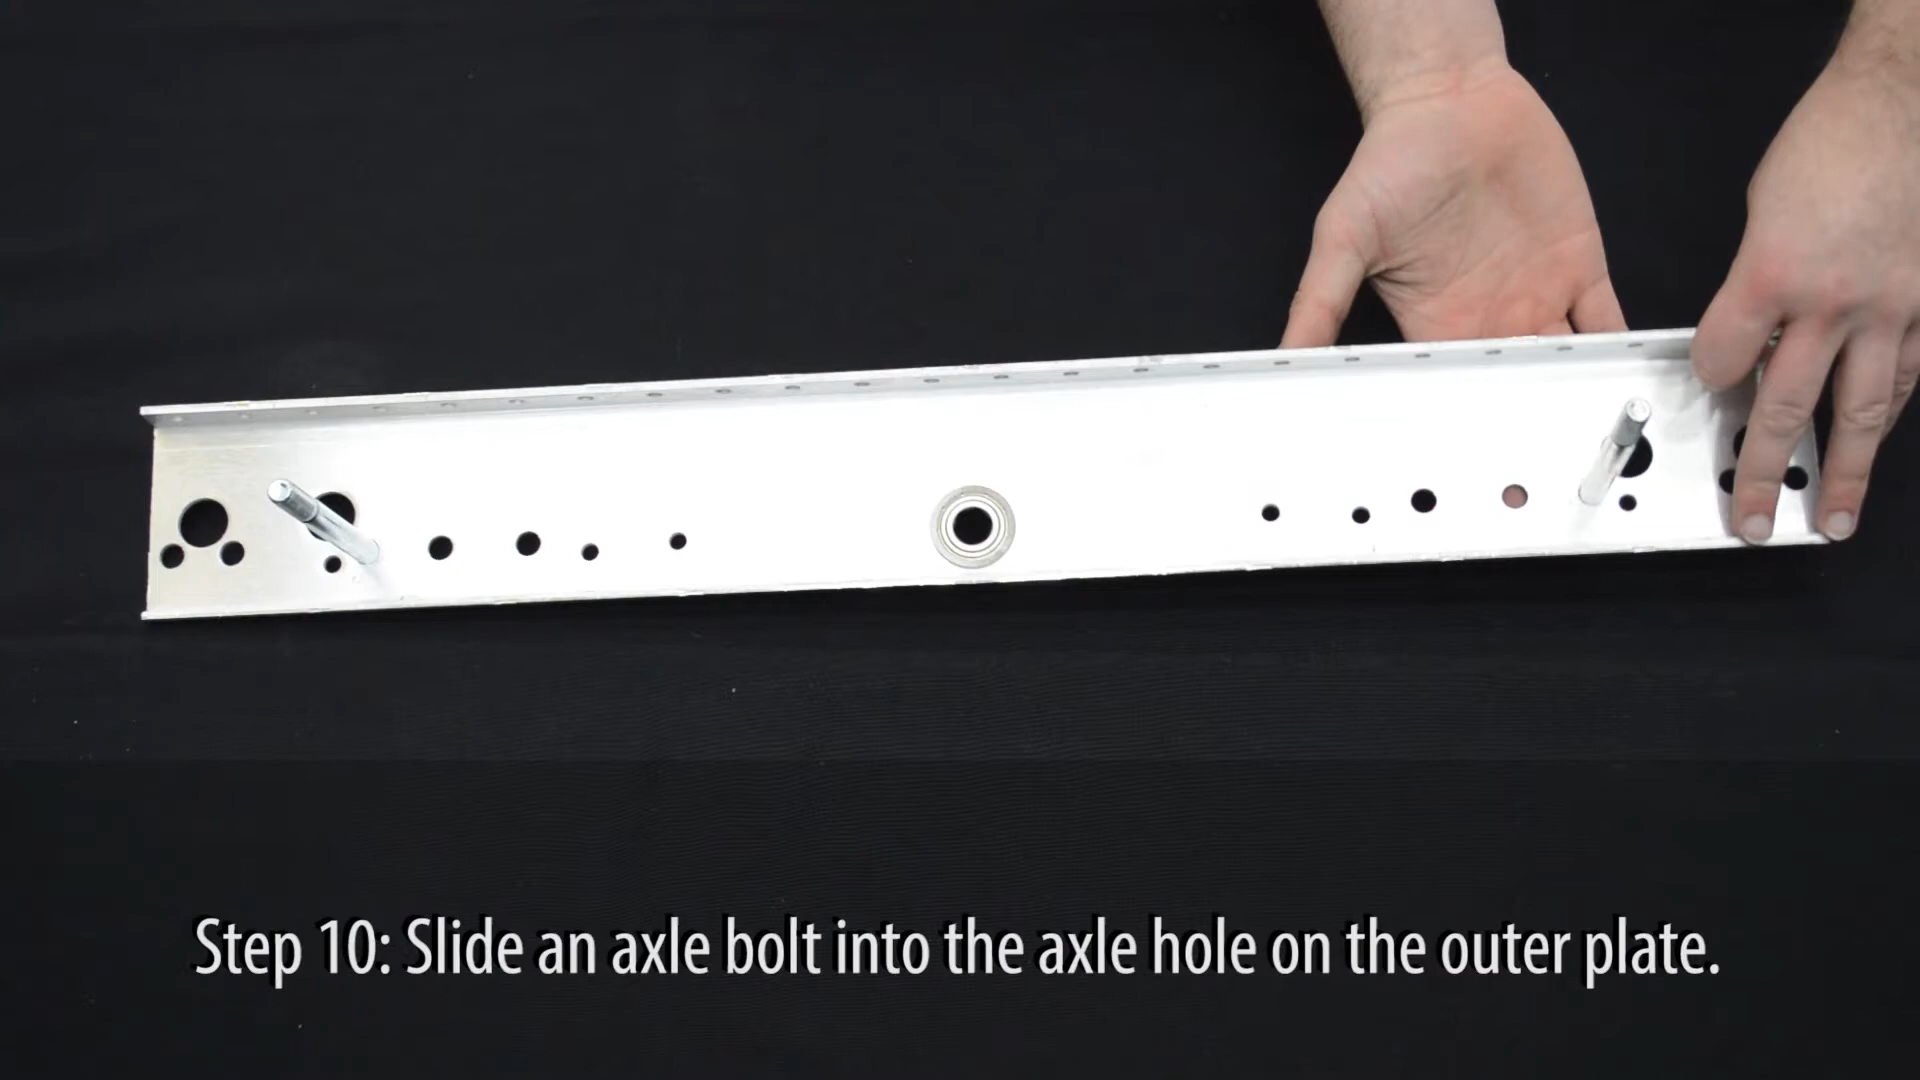 Step 10: Slide an axle bolt into the axle hole on the outer plate.